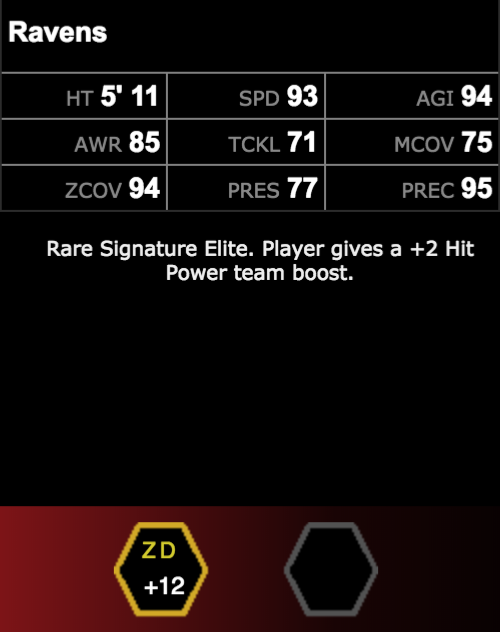 Ravens
HT 5' 11 SPD 93 AGI 94
AWR 85 TCKL 71 MCOV 75
ZCOV 94 PRES 77 PREC 95
Rare Signature Elite. Player gives a +2 Hit
Power team boost.
ZD
+12